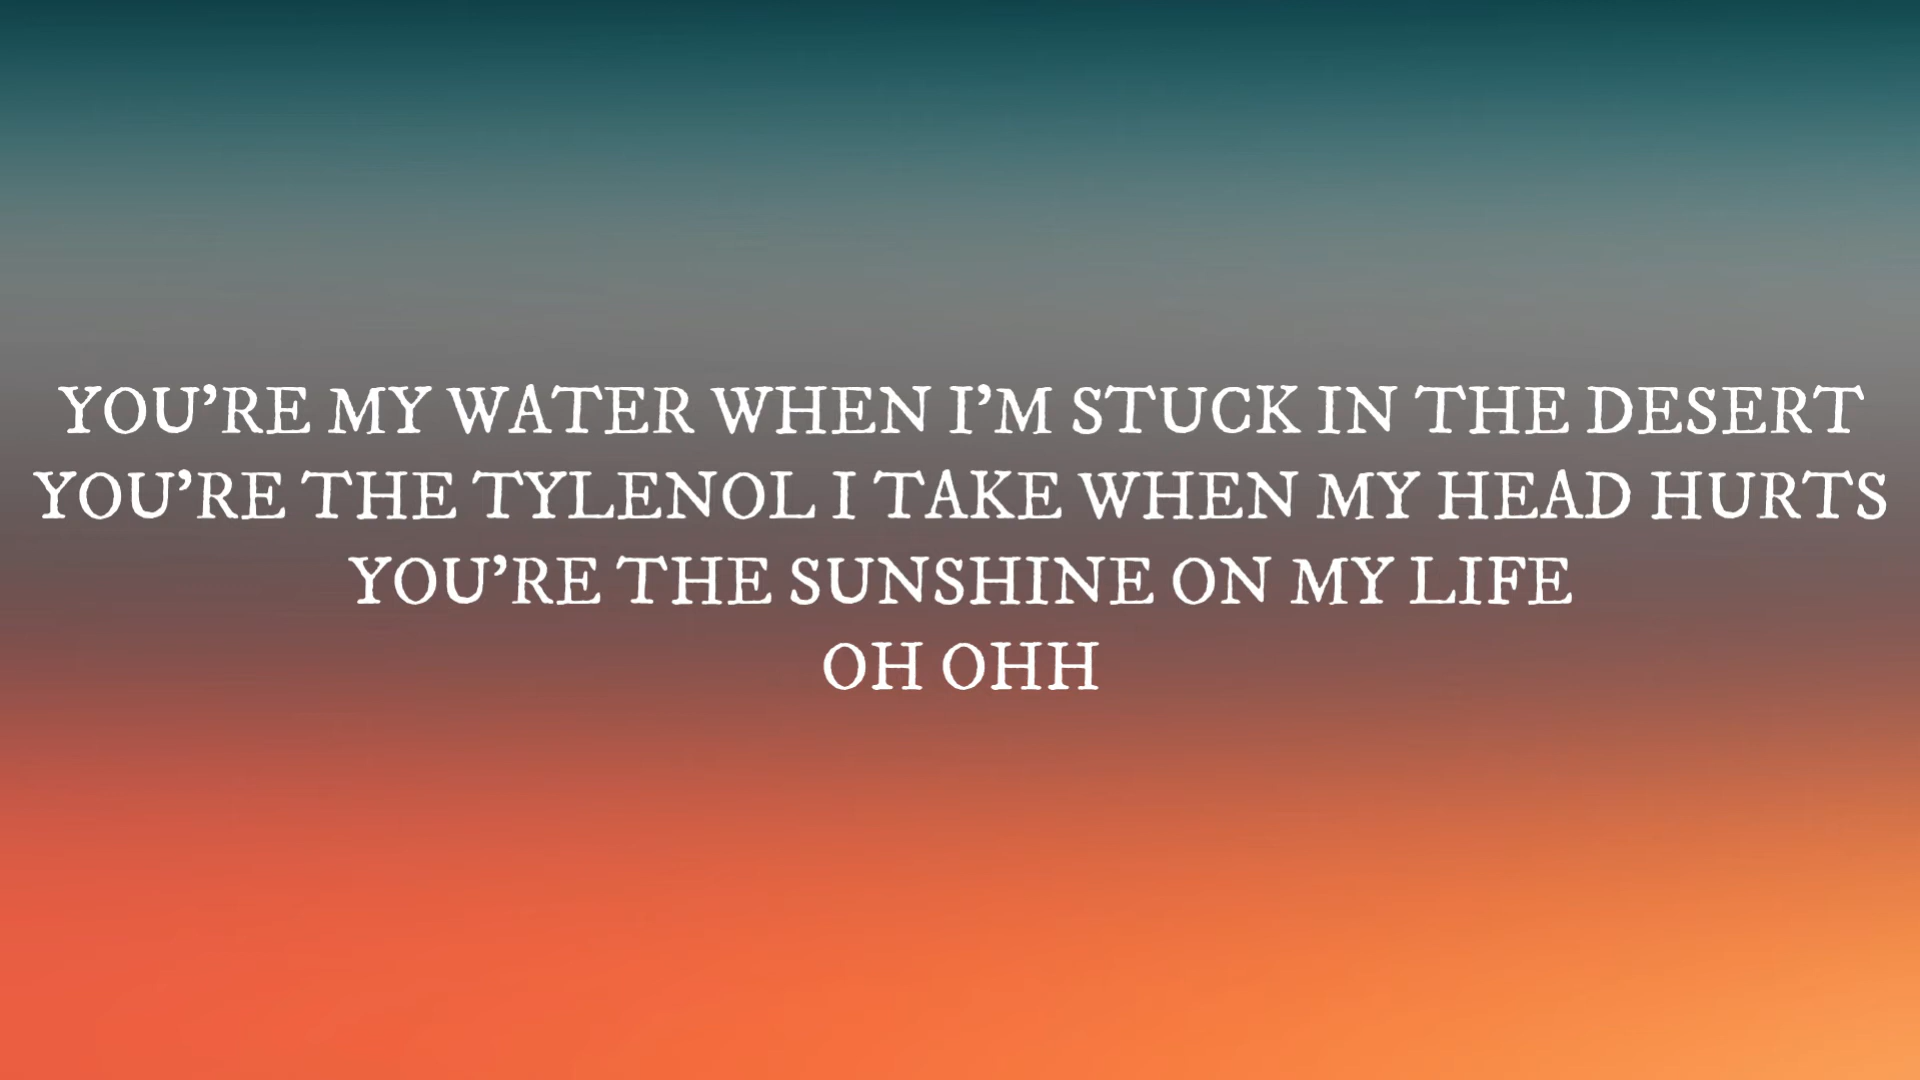 YOU’RE MY WATER WHEN I’M STUCK IN THE DESERT
YOU’RE THE TYLENOL I TAKE WHEN MY HEAD HURTS
YOU’RE THE SUNSHINE ON MY LIFE
OH OHH